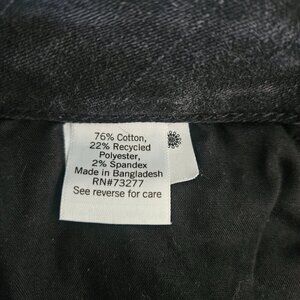 76% Cotton,
22% Recycled
Polyester,
2% Spandex
Made in Bangladesh
RN#73277
See reverse for care